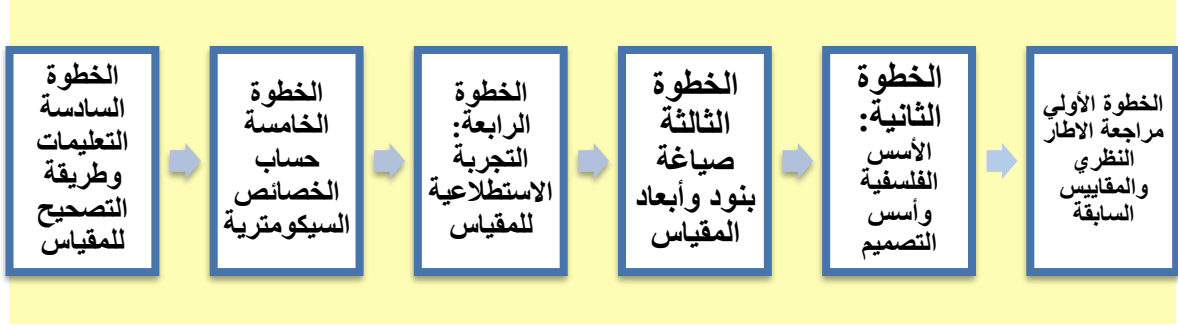 الخطوة الأولي
مراجعة الاطار
النظري
والمقاييس
السابقة
الخطوة
الثانية:
الأسس
الفلسفية
وأسس
التصميم
الخطوة
الثالثة
صياغة
بنود وأبعاد
المقياس
الخطوة
الرابعة:
التجربة
الاستطلاعية
للمقياس
الخطوة
الخامسة
حساب
الخصائص
السيكومترية
الخطوة
السادسة
التعليمات
وطريقة
التصحيح
للمقياس